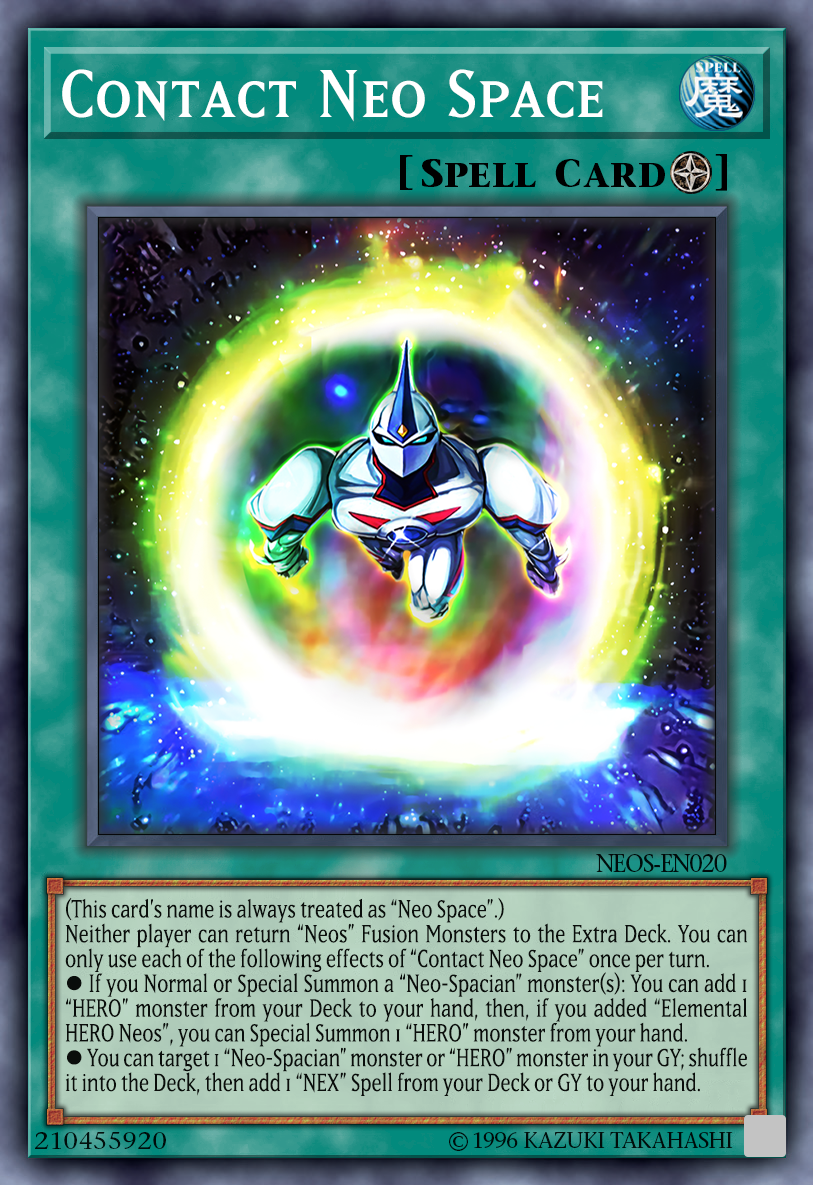 CONTACT NEO SPACE
SPELL
魔
[SPELL CARD]
NEOS-EN020
(This card's name is always treated as “Neo Space”.)
Neither player can return “Neos” Fusion Monsters to the Extra Deck. You can
only use each of the following effects of “Contact Neo Space” once per turn.
● If you Normal or Special Summon a “Neo-Spacian” monster(s): You can add 1
“HERO” monster from your Deck to your hand, then, if you added “Elemental
HERO Neos”, you can Special Summon 1 “HERO” monster from your hand.
● You can target 1 “Neo-Spacian” monster or “HERO” monster in your GY; shuffle
it into the Deck, then add 1 “NEX” Spell from your Deck or GY to your hand.
210455920
© 1996 KAZUKI TAKAHASHI